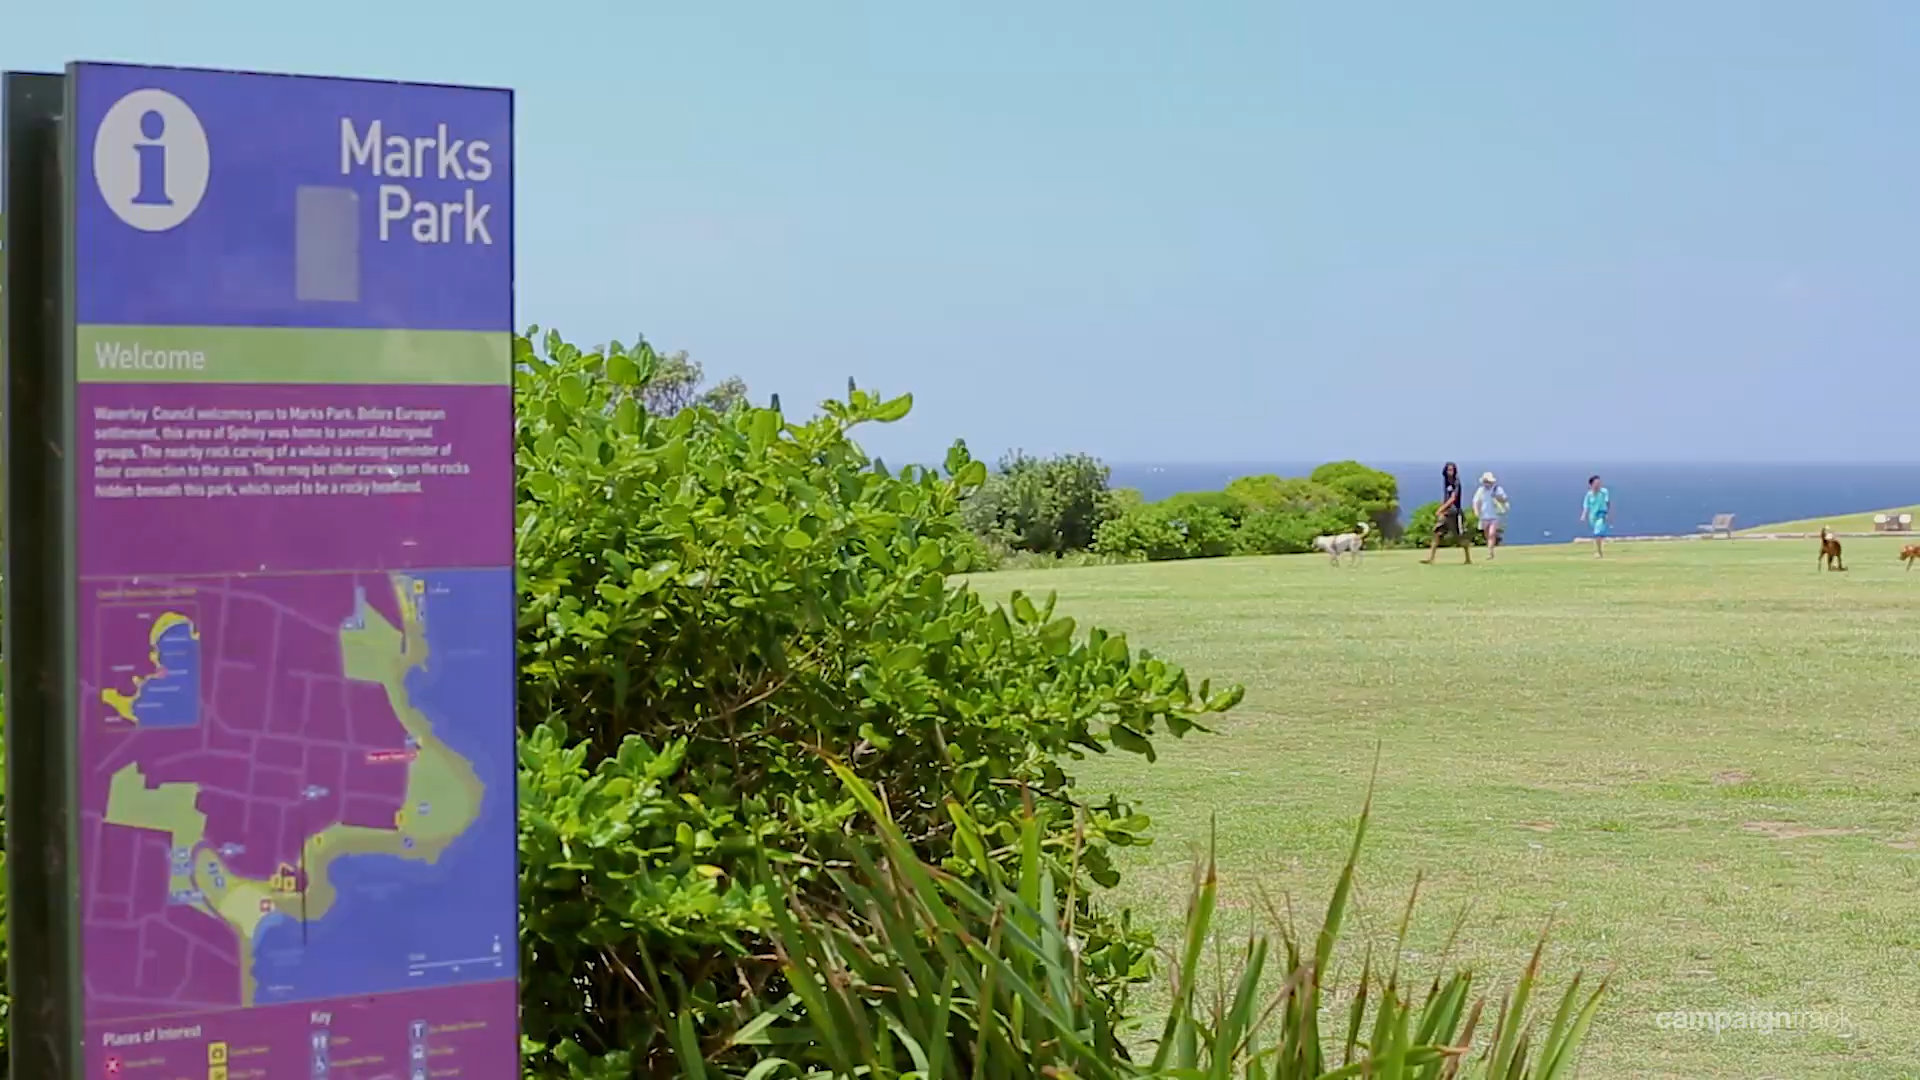 i
Marks
Park
Welcome
Waverley Council welcomes you to Marks Park. Before European
settlement, this area of Sydney was home to several Aboriginal
groups. The nearby rock carving of a whale is a strong reminder of
their connection to the area. There may be other carvings on the rocks
hidden beneath this park, which used to be a rocky headland.
Places of Interest
Key
campaigntrack